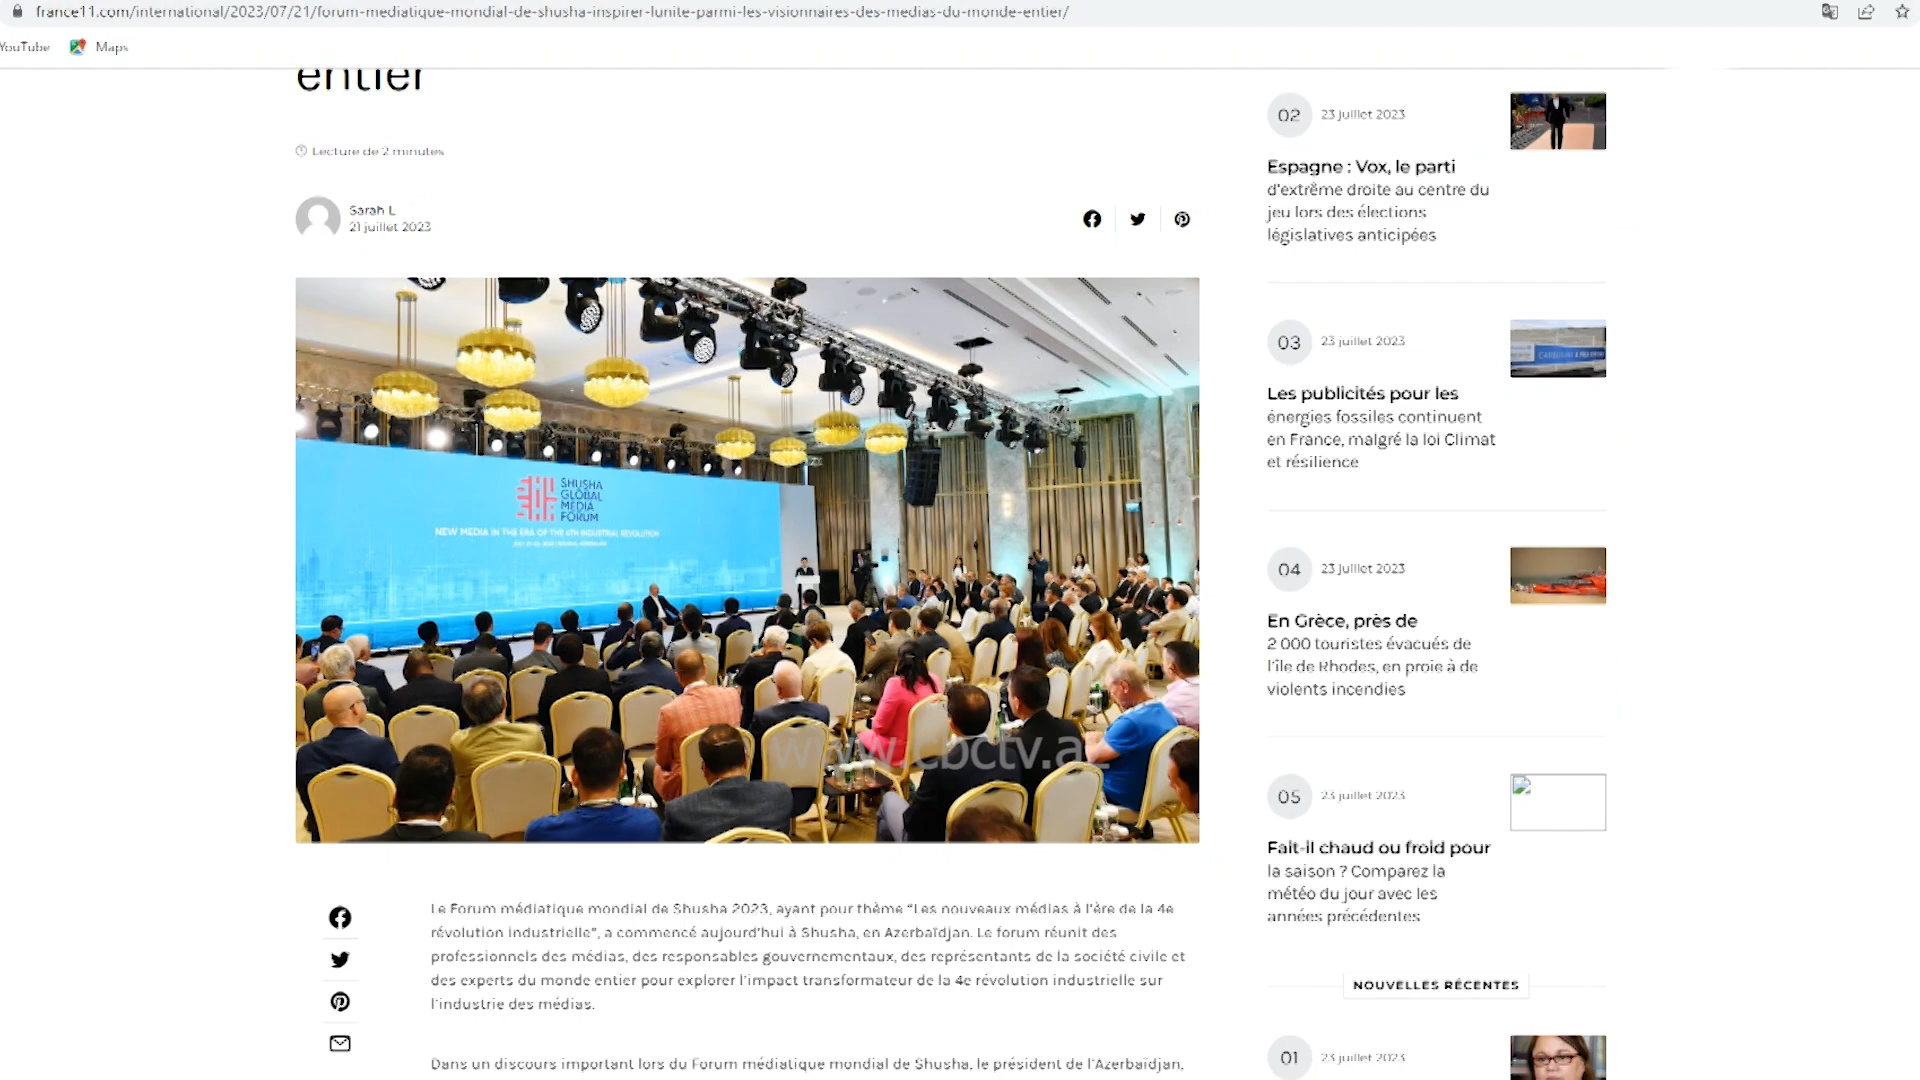 france11.com/international/2023/07/21/forum-mediatique-mondial-de-shusha-inspirer-lunite-parmi-les-visionnaires-des-medias-du-monde-entier/
YouTube
Maps
entier
Lecture de 2 minutes
Sarah L
21 juillet 2023
SHUSHA
GLOBAL
MEDIA
FORUM
NEW MEDIA IN THE ERA OF THE 4TH INDUSTRIAL REVOLUTION
www.cbctv.az
Le Forum médiatique mondial de Shusha 2023, ayant pour thème “Les nouveaux médias à l’ère de la 4e
révolution industrielle”, a commencé aujourd’hui à Shusha, en Azerbaïdjan. Le forum réunit des
professionnels des médias, des responsables gouvernementaux, des représentants de la société civile et
des experts du monde entier pour explorer l’impact transformateur de la 4e révolution industrielle sur
l’industrie des médias.
Dans un discours important lors du Forum médiatique mondial de Shusha, le président de l’Azerbaïdjan,
02
23 juillet 2023
Espagne : Vox, le parti
d’extrême droite au centre du
jeu lors des élections
législatives anticipées
03
23 juillet 2023
Les publicités pour les
énergies fossiles continuent
en France, malgré la loi Climat
et résilience
04
23 juillet 2023
En Grèce, près de
2 000 touristes évacués de
l’île de Rhodes, en proie à de
violents incendies
05
23 juillet 2023
Fait-il chaud ou froid pour
la saison ? Comparez la
météo du jour avec les
années précédentes
NOUVELLES RÉCENTES
01
23 juillet 2023